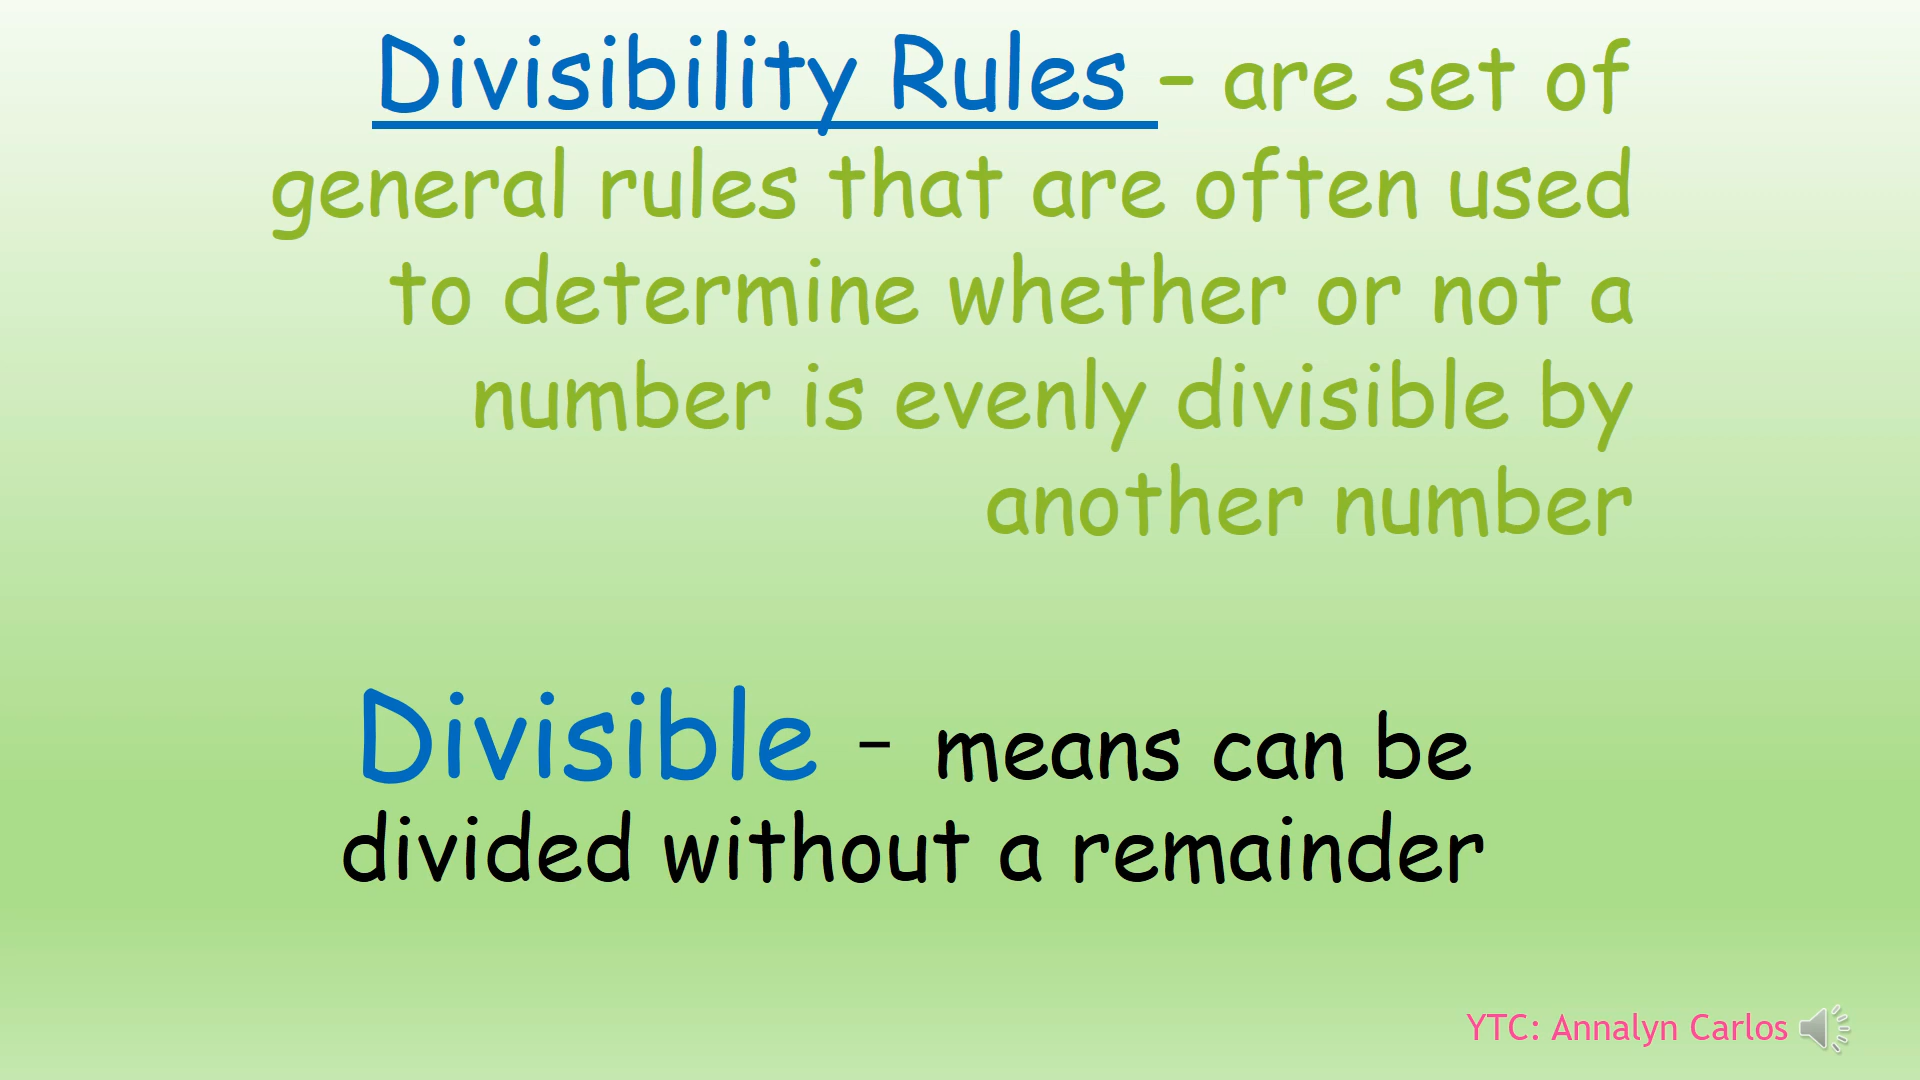 Divisibility Rules – are set of
general rules that are often used
to determine whether or not a
number is evenly divisible by
another number
Divisible - means can be
divided without a remainder
YTC: Annalyn Carlos